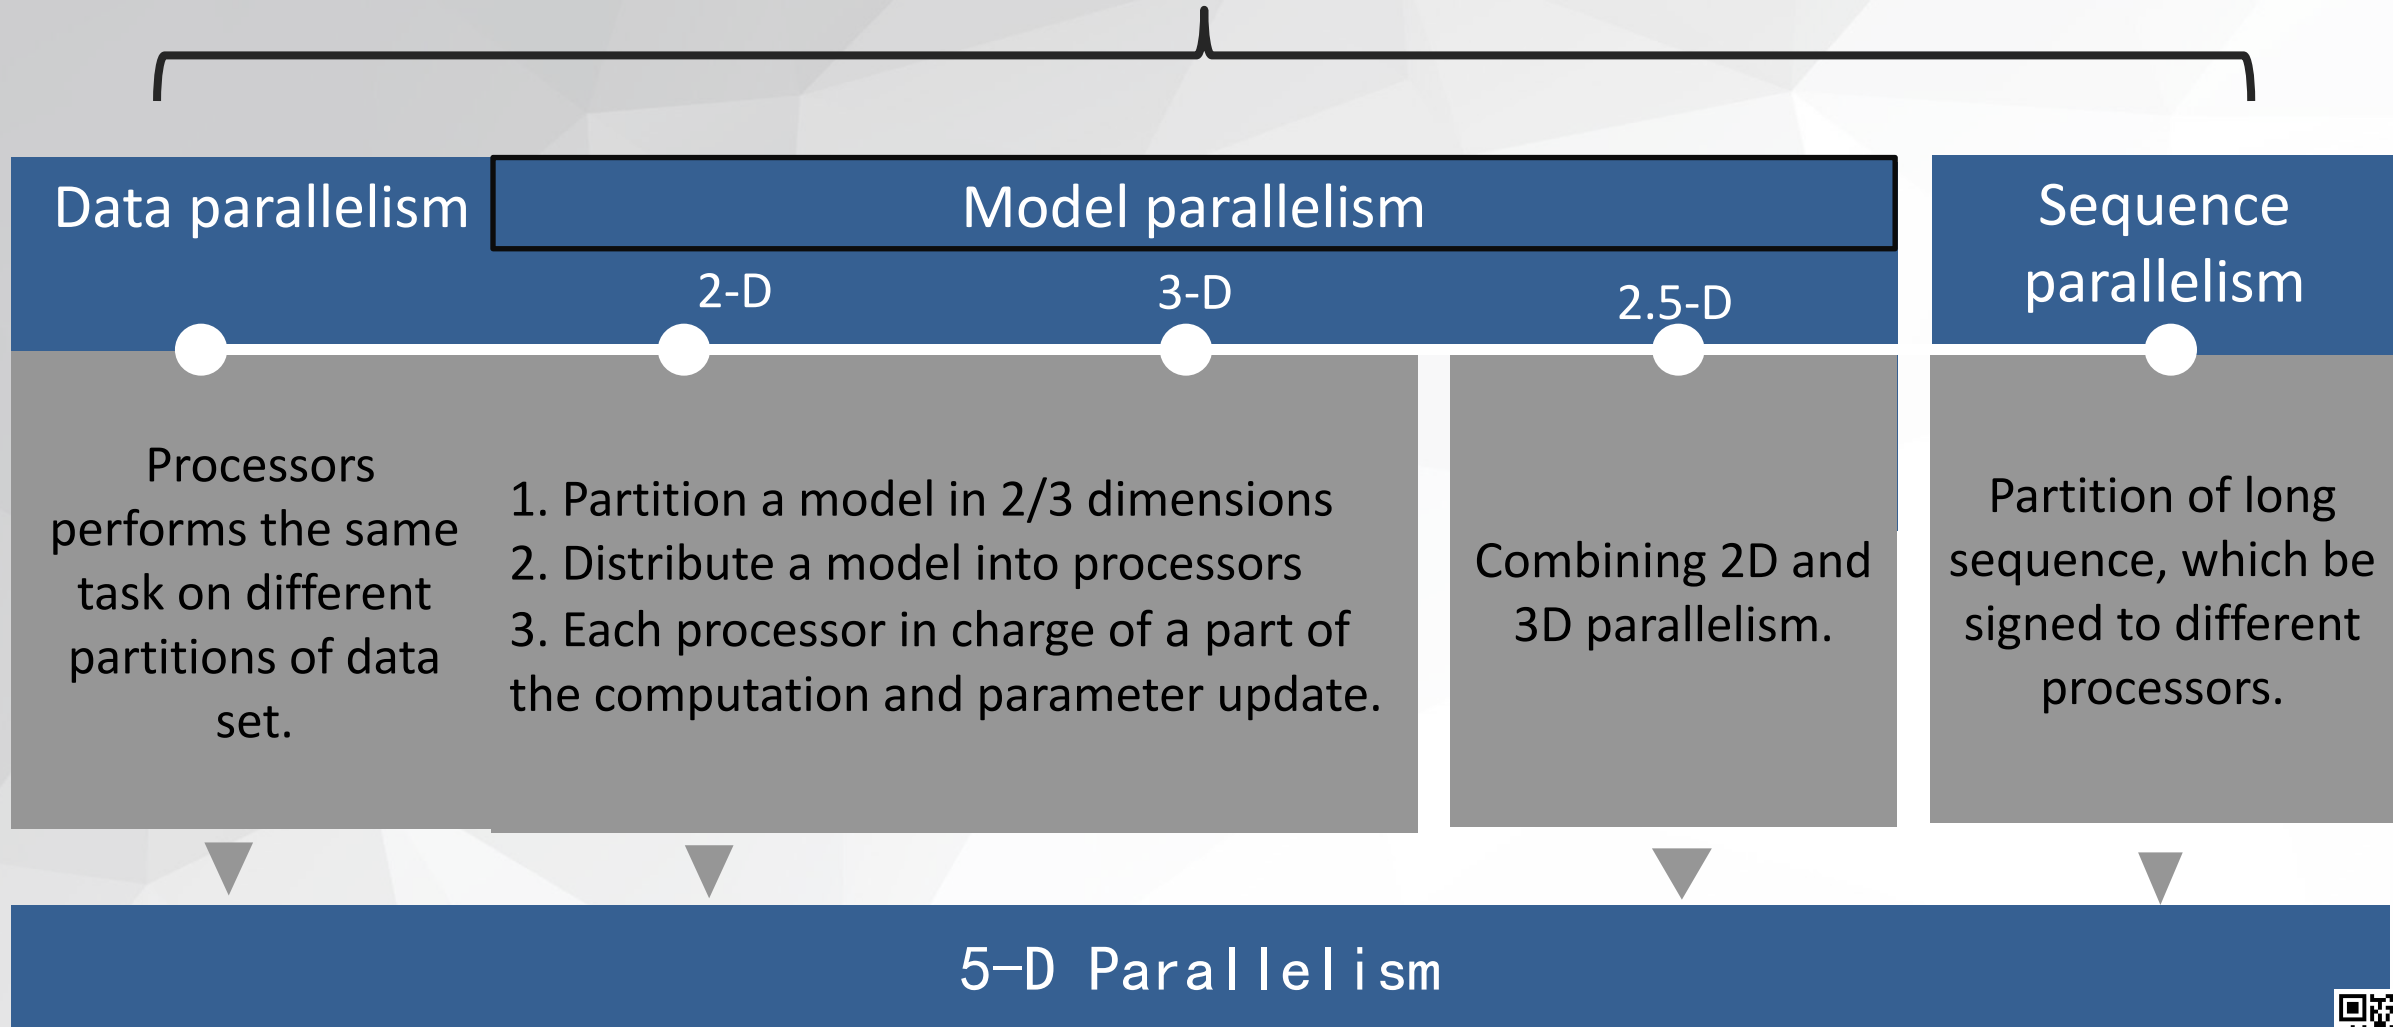 Data parallelism
Model parallelism
Sequence
parallelism
2-D
3-D
2.5-D
Processors
performs the same
task on different
partitions of data
set.
1. Partition a model in 2/3 dimensions
2. Distribute a model into processors
3. Each processor in charge of a part of
the computation and parameter update.
Combining 2D and
3D parallelism.
Partition of long
sequence, which be
signed to different
processors.
5-D Parallelism